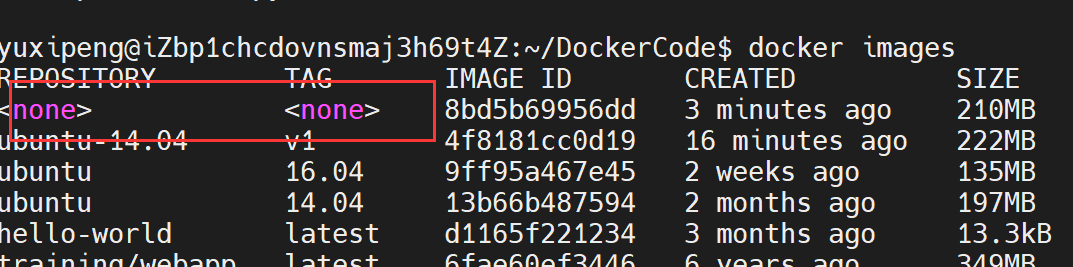 yuxipeng@iZbp1chcdovnsmaj3h69t4Z:~/DockerCode$ docker images
REPOSITORY TAG IMAGE ID CREATED SIZE
<none> <none> 8bd5b69956dd 3 minutes ago 210MB
ubuntu-14.04 v1 4f8181cc0d19 16 minutes ago 222MB
ubuntu 16.04 9ff95a467e45 2 weeks ago 135MB
ubuntu 14.04 13b66b487594 2 months ago 197MB
hello-world latest d1165f221234 3 months ago 13.3kB
training/webapp latest 6fae60ef3446 6 years ago 349MB